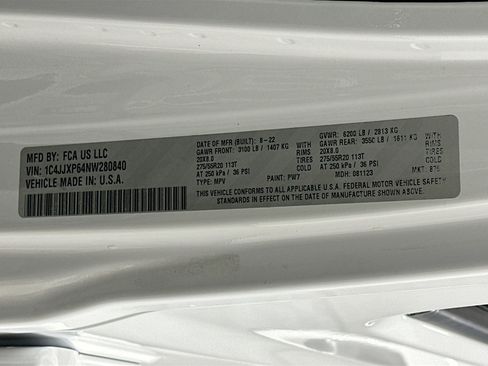 MFD BY: FCA US LLC
VIN: 1C4JJXP64NW280840
VEHICLE MADE IN: U.S.A.
DATE OF MFR (BUILT): 8-22
GAWR FRONT: 3100 LB / 1407 KG WITH
20X8.0 RIMS
275/55R20 113T TIRES
AT 250 kPa / 36 PSI COLD
TYPE: MPV PAINT: PW7
GVWR: 6200 LB / 2813 KG
GAWR REAR: 3550 LB / 1611 KG WITH
20X8.0 RIMS
275/55R20 113T TIRES
AT 250 kPa / 36 PSI COLD
MDH: 081123 MKT: 875
THIS VEHICLE CONFORMS TO ALL APPLICABLE U.S.A. FEDERAL MOTOR VEHICLE SAFETY
STANDARDS IN EFFECT ON THE DATE OF MANUFACTURE SHOWN ABOVE.